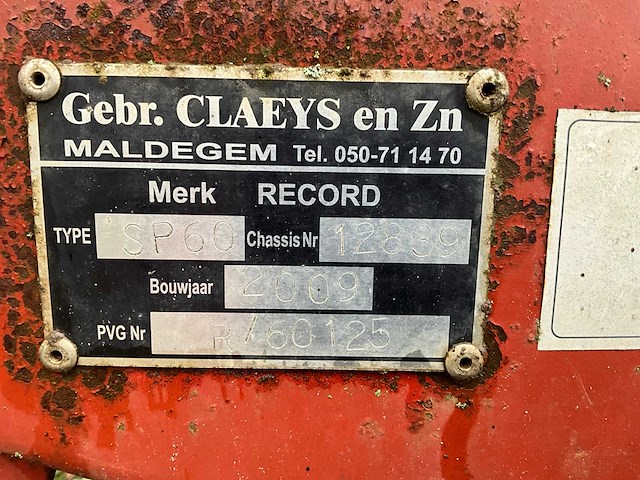 Gebr. CLAEYS en Zn
MALDEGEM Tel. 050-71 14 70
Merk RECORD
TYPE SP60 Chassis Nr 12839
Bouwjaar 2009
PVG Nr R/60125